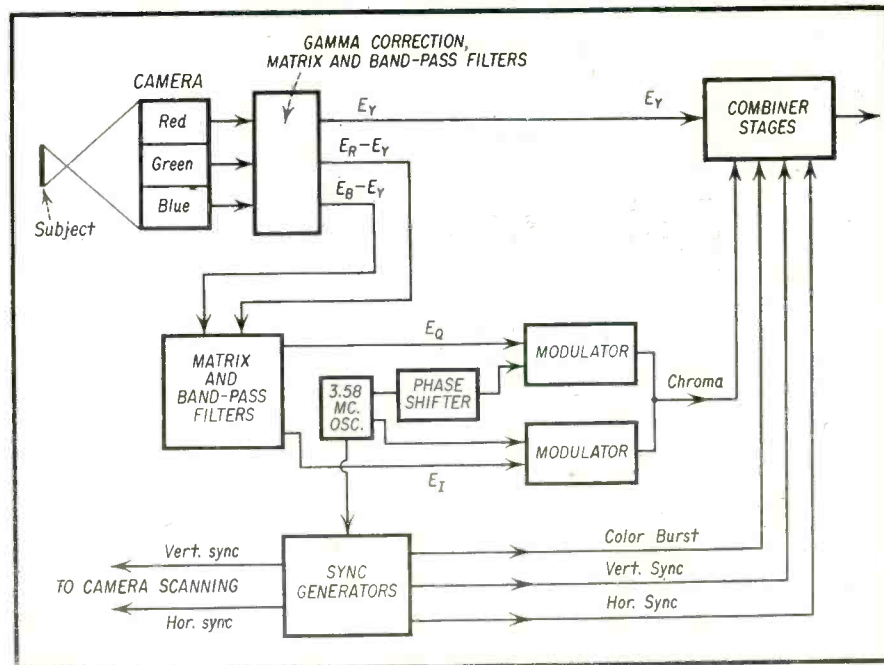 GAMMA CORRECTION,
MATRIX AND BAND-PASS FILTERS
CAMERA
Red
Green
Blue
Subject
E_Y
E_Y
E_R–E_Y
E_B–E_Y
COMBINER
STAGES
MATRIX
AND
BAND-PASS
FILTERS
E_Q
3.58
MC.
OSC.
PHASE
SHIFTER
MODULATOR
Chroma
MODULATOR
E_I
Vert. sync
TO CAMERA SCANNING
Hor. sync
SYNC
GENERATORS
Color Burst
Vert. Sync
Hor. Sync